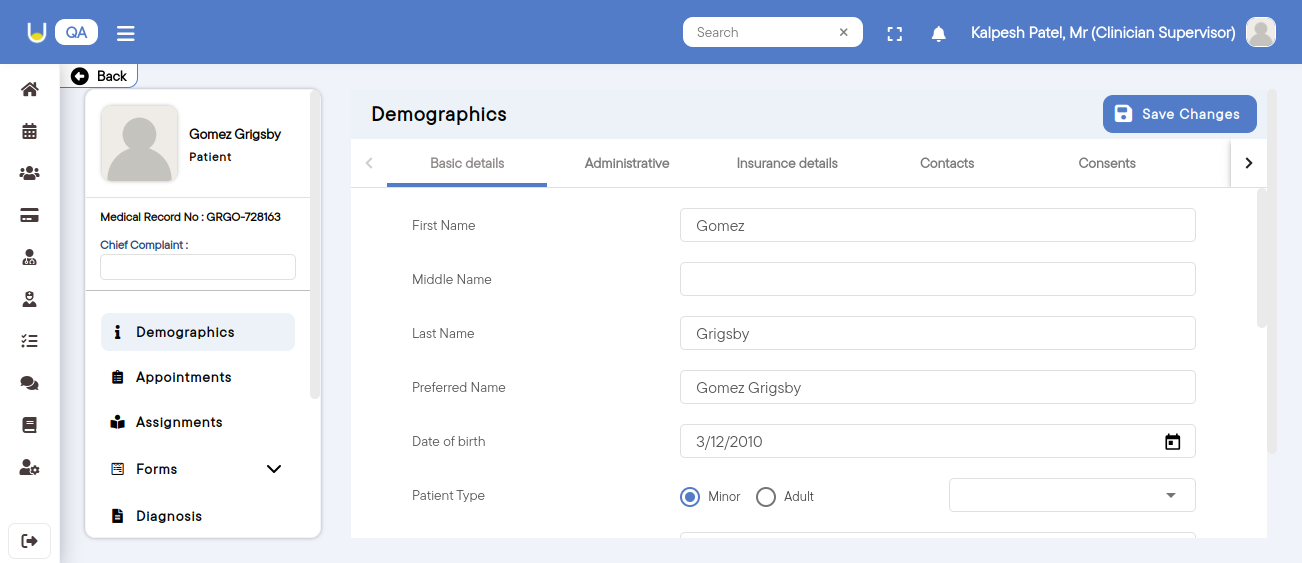 QA
Search
Kalpesh Patel, Mr (Clinician Supervisor)
Back
Gomez Grigsby
Patient
Medical Record No : GRGO-728163
Chief Complaint :
Demographics
Appointments
Assignments
Forms
Diagnosis
Demographics
Save Changes
Basic details
Administrative
Insurance details
Contacts
Consents
First Name
Gomez
Middle Name
Last Name
Grigsby
Preferred Name
Gomez Grigsby
Date of birth
3/12/2010
Patient Type
Minor
Adult